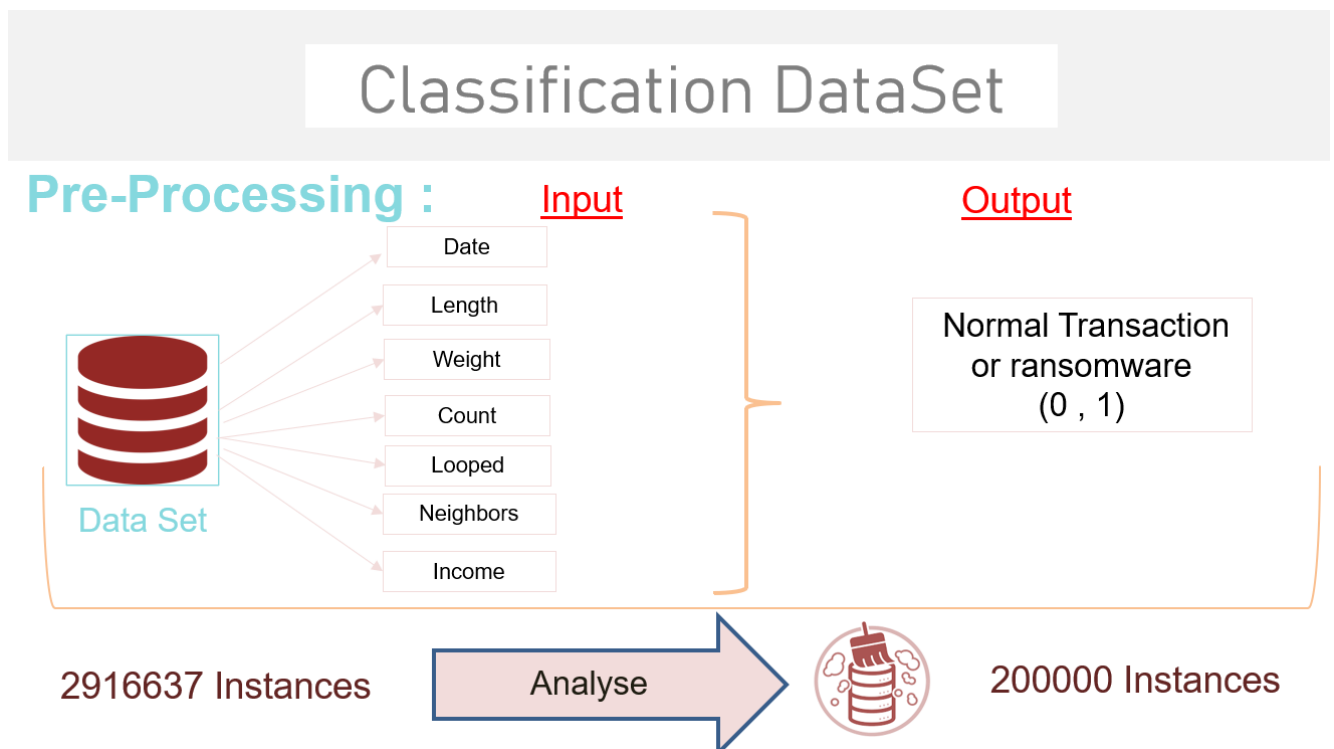 Classification DataSet
Pre-Processing :
Input
Output
Date
Length
Weight
Count
Looped
Neighbors
Income
Data Set
Normal Transaction
or ransomware
(0 , 1)
2916637 Instances
Analyse
200000 Instances